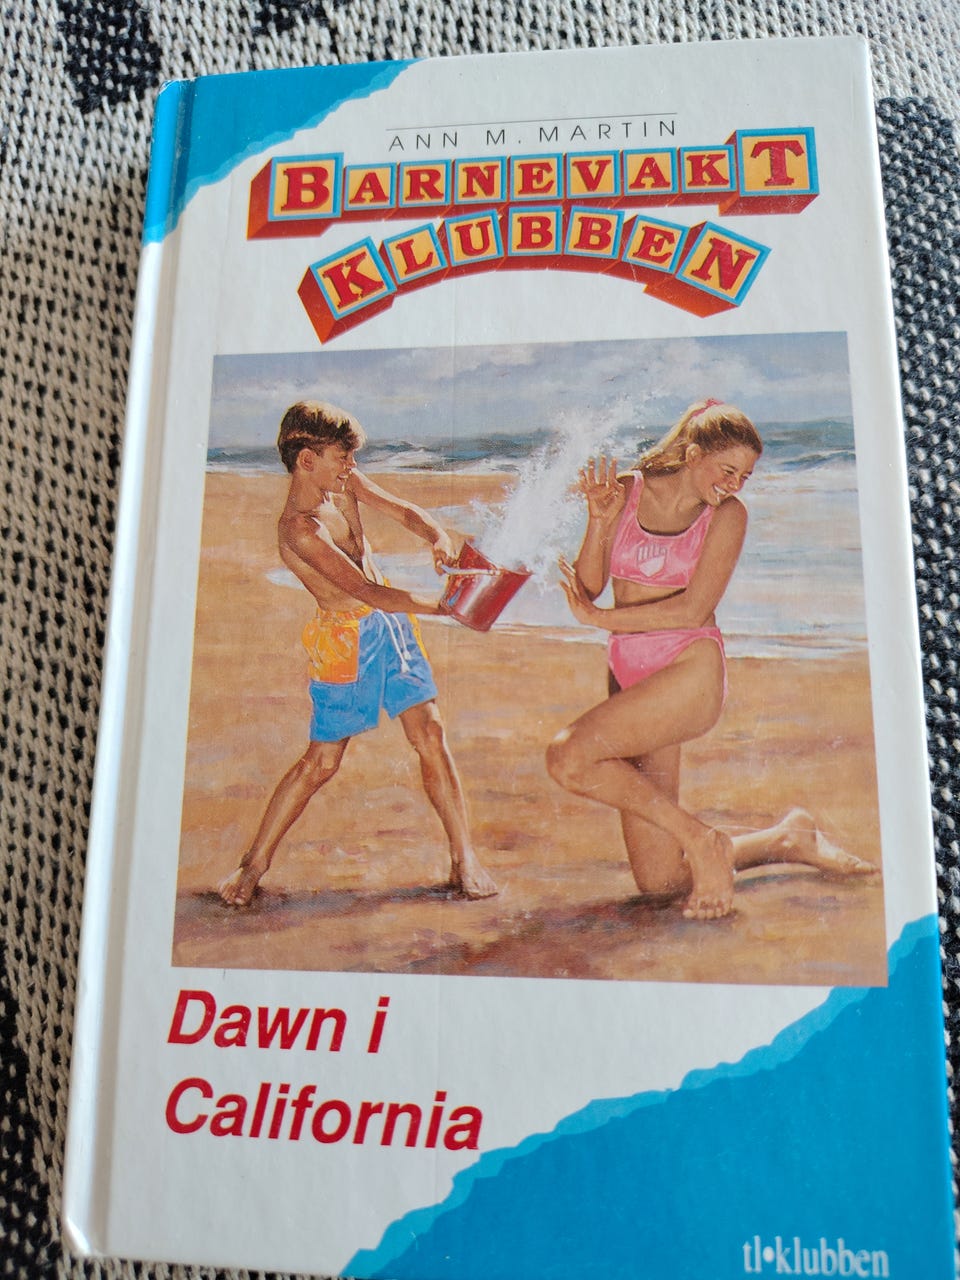 ANN M. MARTIN
BARNEVAKT
KLUBBEN
Dawn i
California
tl•klubben